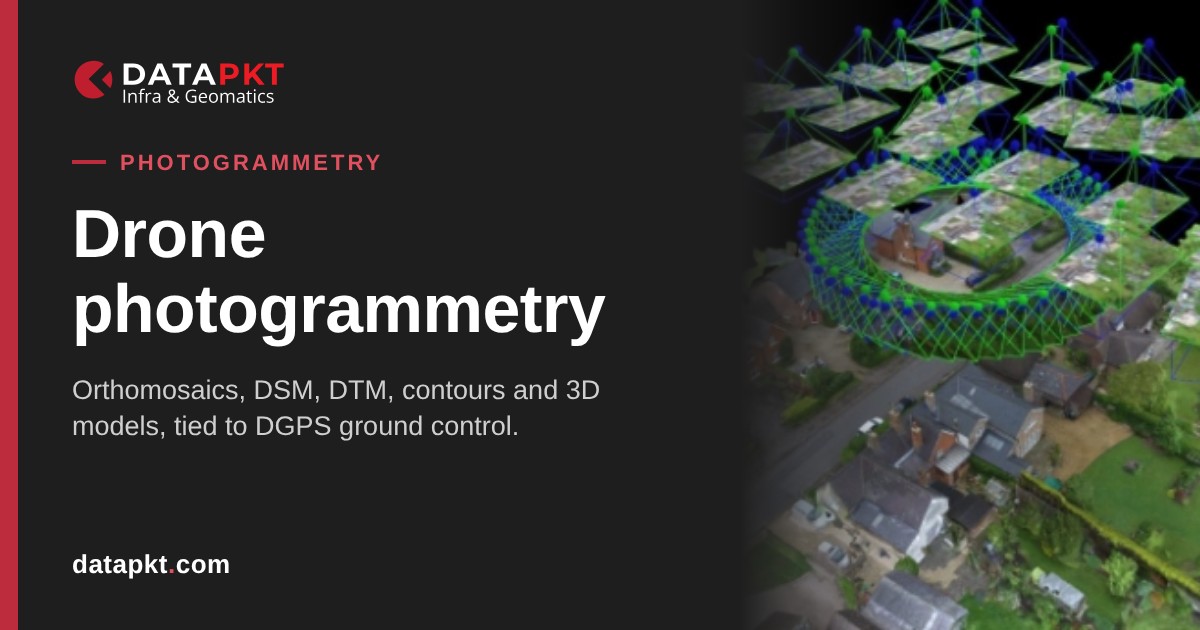 DATAPKT
Infra & Geomatics
PHOTOGRAMMETRY
Drone
photogrammetry
Orthomosaics, DSM, DTM, contours and 3D
models, tied to DGPS ground control.
datapkt.com